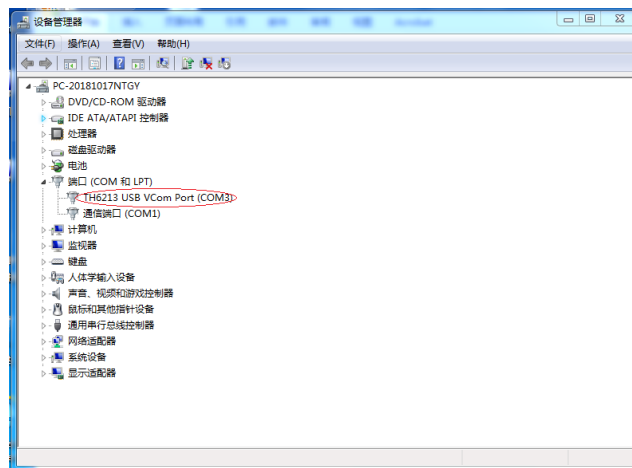 设备管理器
文件(F) 操作(A) 查看(V) 帮助(H)
PC-20181017NTGY
DVD/CD-ROM 驱动器
IDE ATA/ATAPI 控制器
处理器
磁盘驱动器
电池
端口 (COM 和 LPT)
TH6213 USB VCom Port (COM3)
通信端口 (COM1)
计算机
监视器
键盘
人体学输入设备
声音、视频和游戏控制器
鼠标和其他指针设备
通用串行总线控制器
网络适配器
系统设备
显示适配器